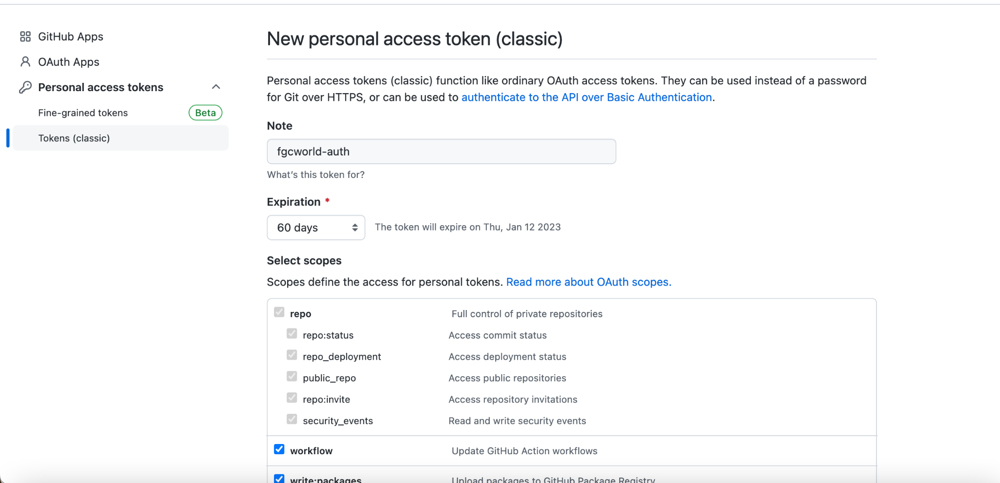 GitHub Apps
OAuth Apps
Personal access tokens
Fine-grained tokens Beta
Tokens (classic)
New personal access token (classic)
Personal access tokens (classic) function like ordinary OAuth access tokens. They can be used instead of a password
for Git over HTTPS, or can be used to authenticate to the API over Basic Authentication.
Note
fgcworld-auth
What's this token for?
Expiration *
60 days The token will expire on Thu, Jan 12 2023
Select scopes
Scopes define the access for personal tokens. Read more about OAuth scopes.
repo Full control of private repositories
repo:status Access commit status
repo_deployment Access deployment status
public_repo Access public repositories
repo:invite Access repository invitations
security_events Read and write security events
workflow Update GitHub Action workflows
write:packages Upload packages to GitHub Package Registry